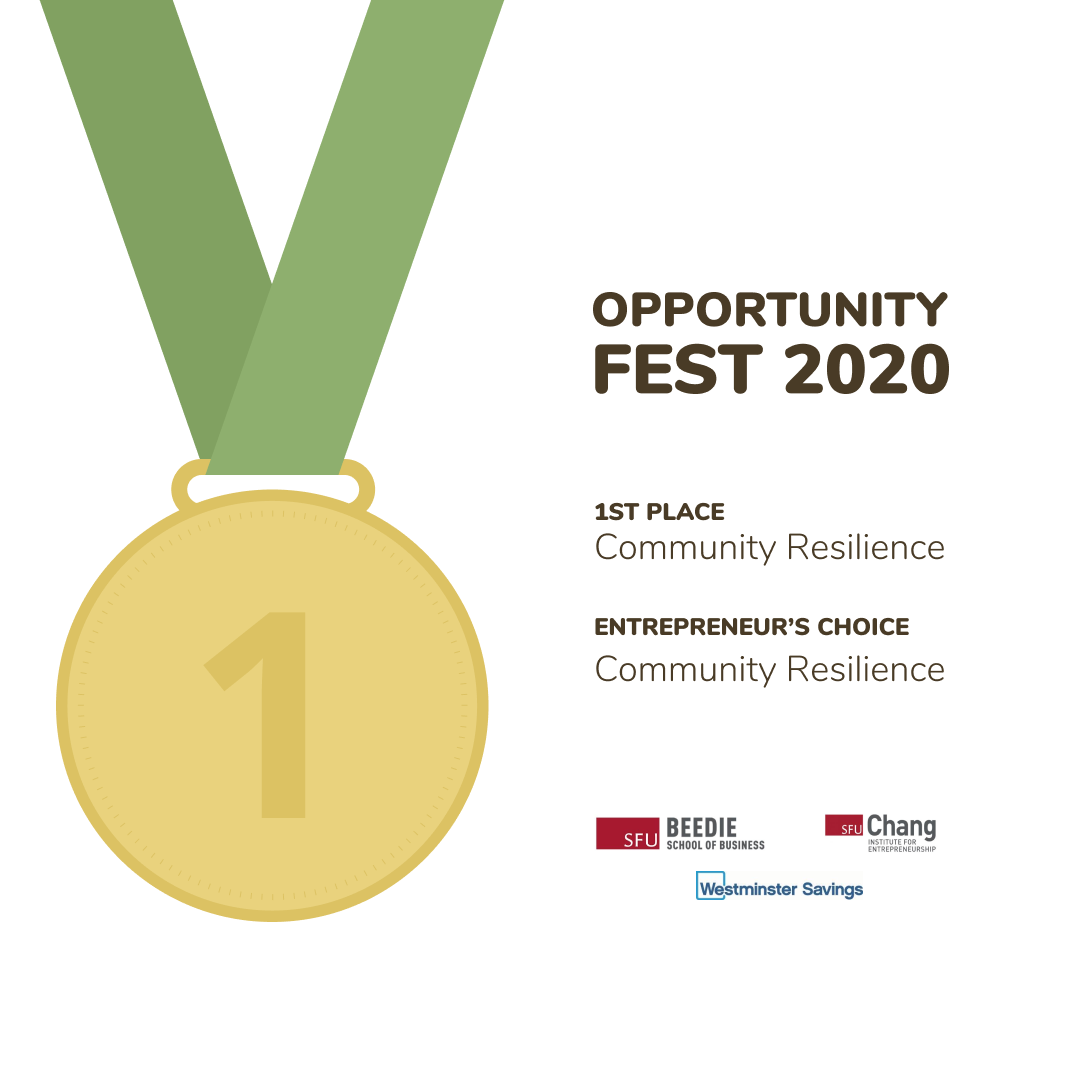 1
OPPORTUNITY
FEST 2020
1ST PLACE
Community Resilience
ENTREPRENEUR’S CHOICE
Community Resilience
SFU BEEDIE
SCHOOL OF BUSINESS
SFU Chang
INSTITUTE FOR
ENTREPRENEURSHIP
Westminster Savings